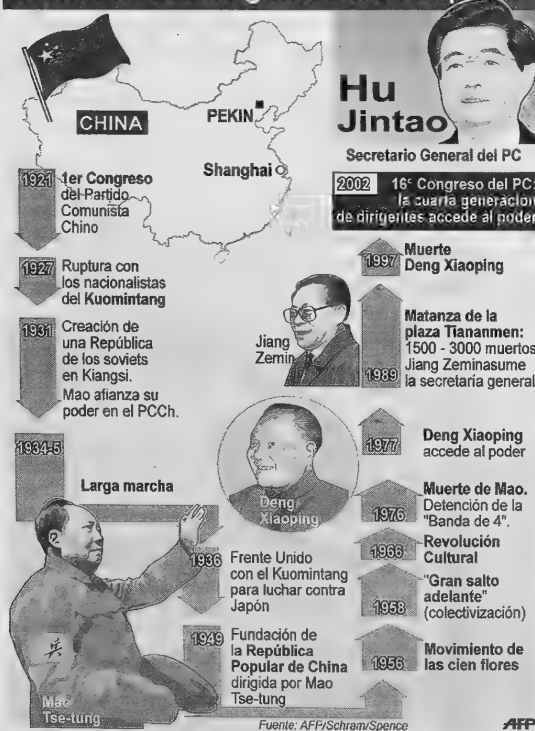 CHINA
PEKIN
Shanghai
Hu
Jintao
Secretario General del PC
2002 16º Congreso del PC:
la cuarta generación
de dirigentes accede al poder
1921 1er Congreso
del Partido
Comunista
Chino
1927 Ruptura con
los nacionalistas
del Kuomintang
1931 Creación de
una República
de los soviets
en Kiangsi.
Mao afianza su
poder en el PCCh.
1934-5
Larga marcha
1936 Frente Unido
con el Kuomintang
para luchar contra
Japón
1949 Fundación de
la República
Popular de China
dirigida por Mao
Tse-tung
Mao
Tse-tung
兵
1956 Movimiento de
las cien flores
1958 "Gran salto
adelante"
(colectivización)
1966 Revolución
Cultural
1976 Muerte de Mao.
Detención de la
"Banda de 4".
1977 Deng Xiaoping
accede al poder
Deng
Xiaoping
1989 Matanza de la
plaza Tiananmen:
1500 - 3000 muertos
Jiang Zeminasume
la secretaría general
Jiang
Zemin
1997 Muerte
Deng Xiaoping
Fuente: AFP/Schram/Spence
AFP